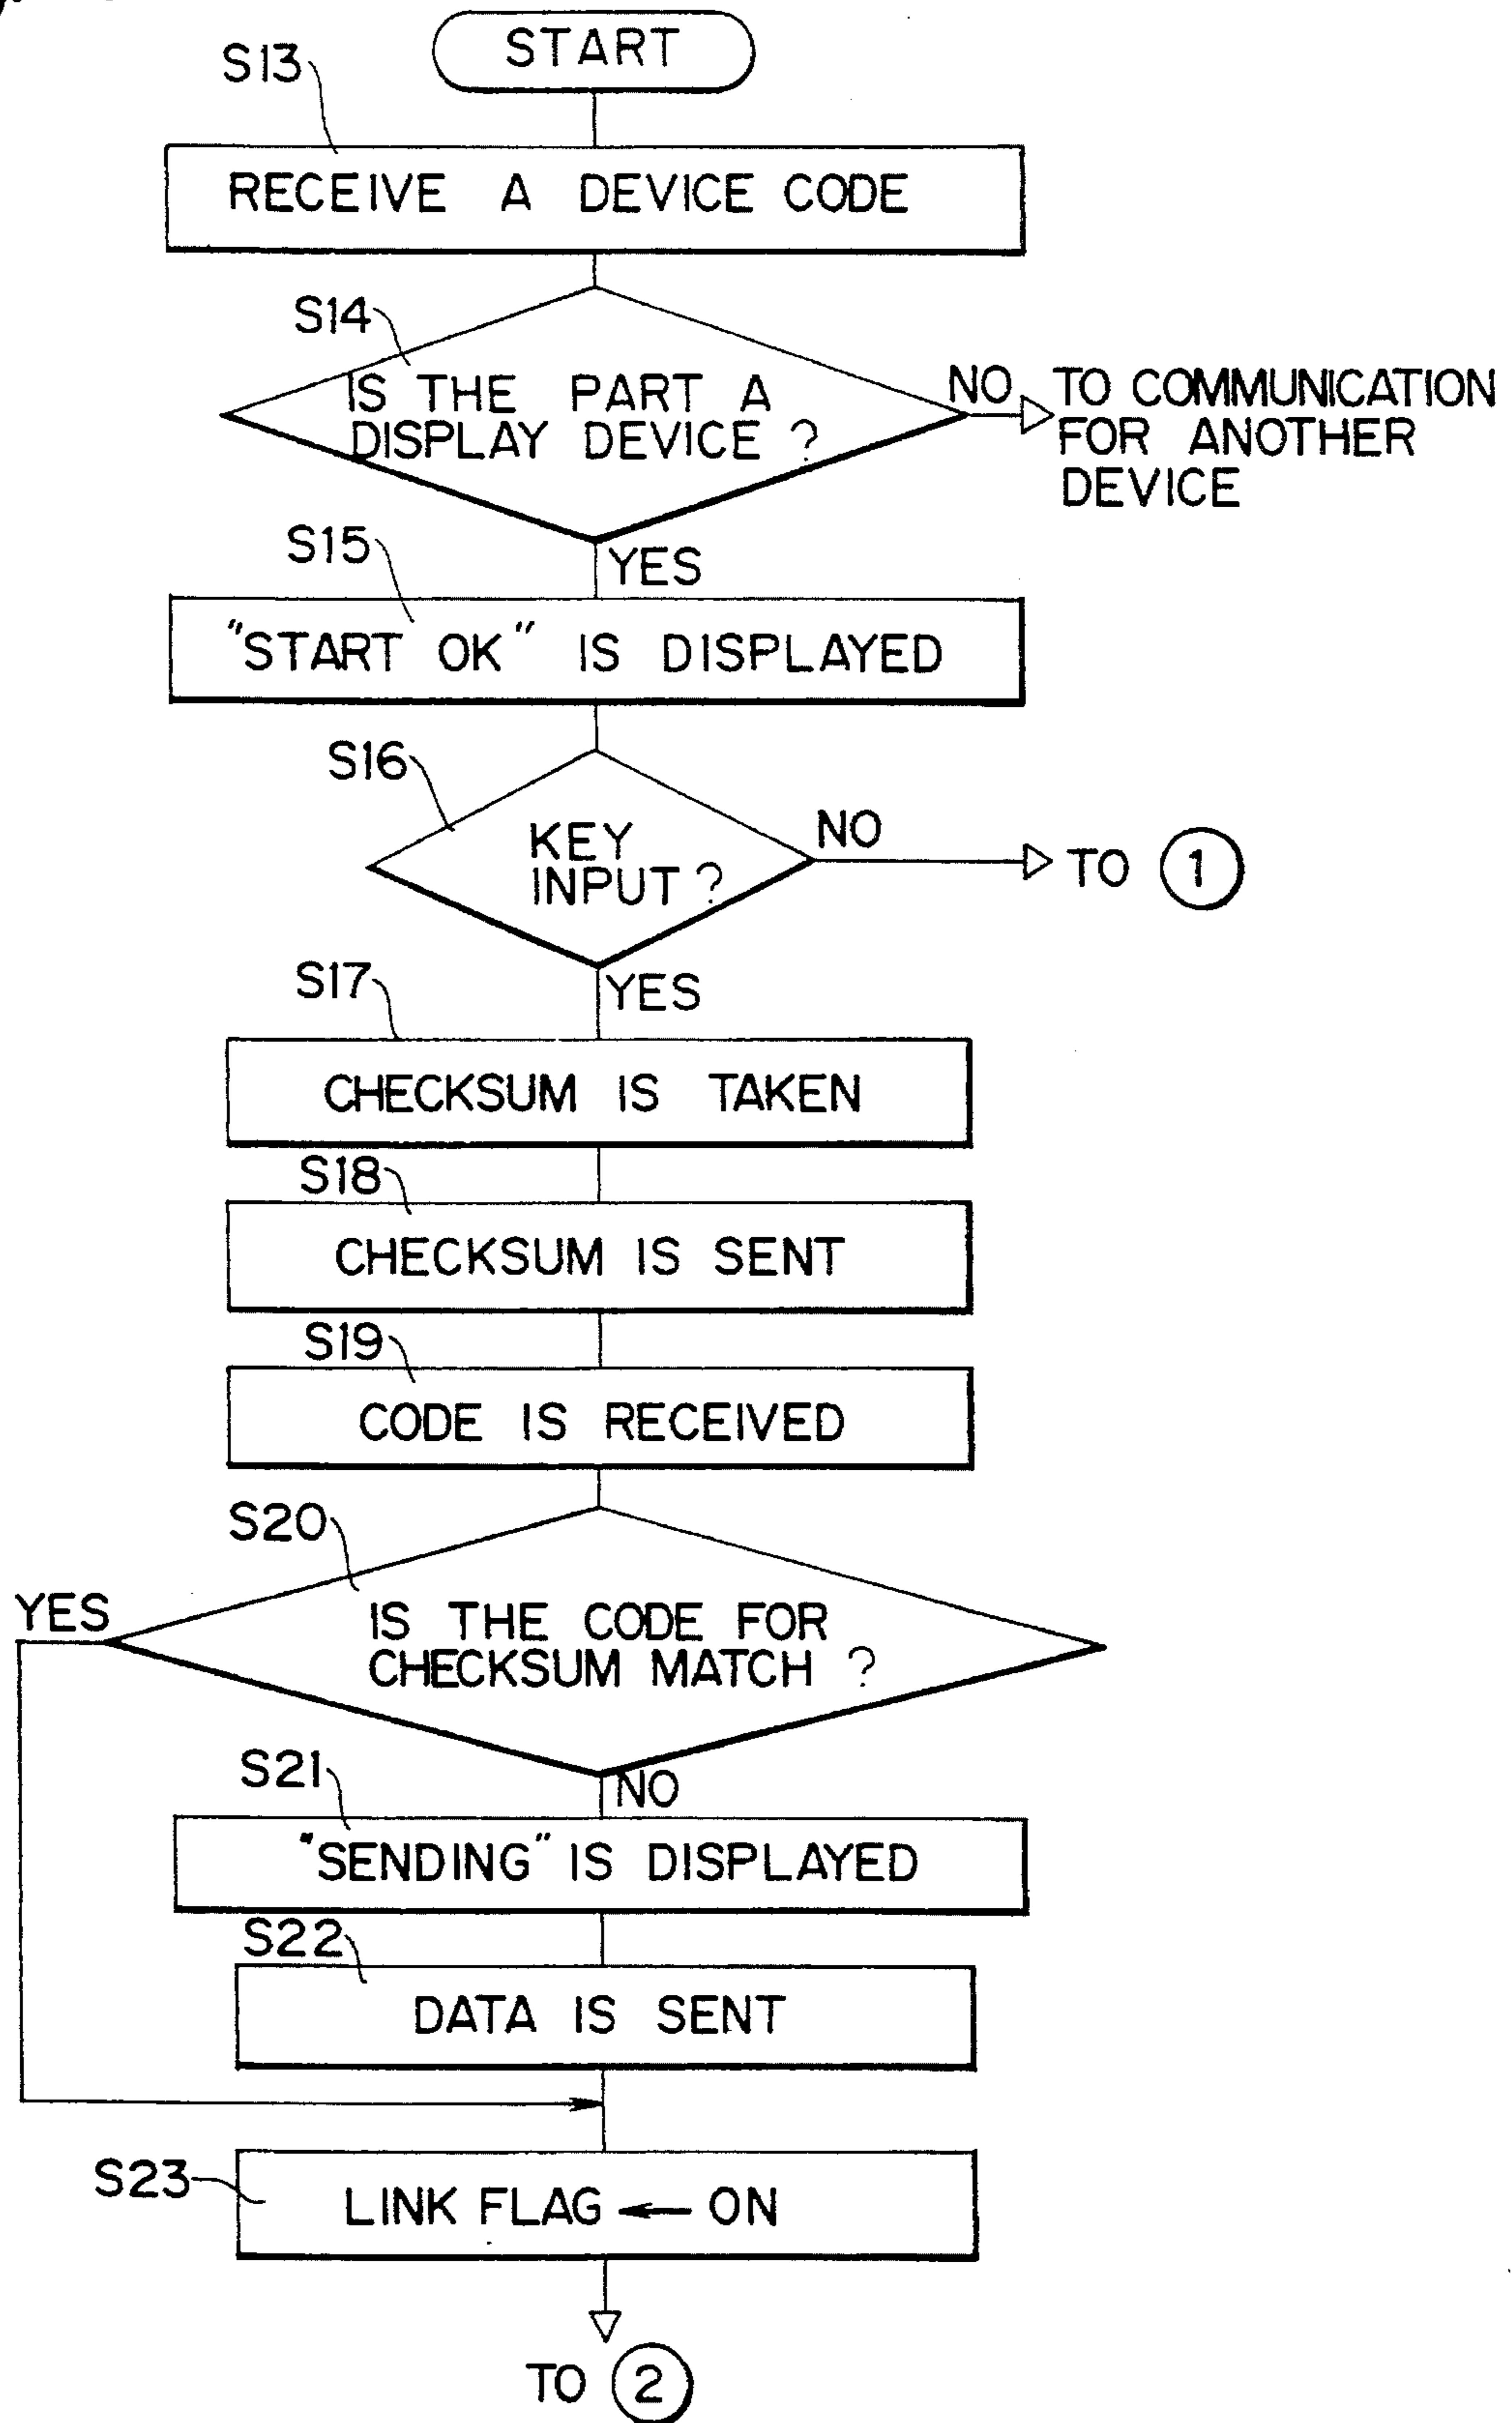 START
S13
RECEIVE A DEVICE CODE
S14
IS THE PART A
DISPLAY DEVICE ?
NO
TO COMMUNICATION
FOR ANOTHER
DEVICE
YES
S15
"START OK" IS DISPLAYED
S16
KEY
INPUT ?
NO
TO 1
YES
S17
CHECKSUM IS TAKEN
S18
CHECKSUM IS SENT
S19
CODE IS RECEIVED
S20
YES
IS THE CODE FOR
CHECKSUM MATCH ?
NO
S21
"SENDING" IS DISPLAYED
S22
DATA IS SENT
S23
LINK FLAG ← ON
TO 2